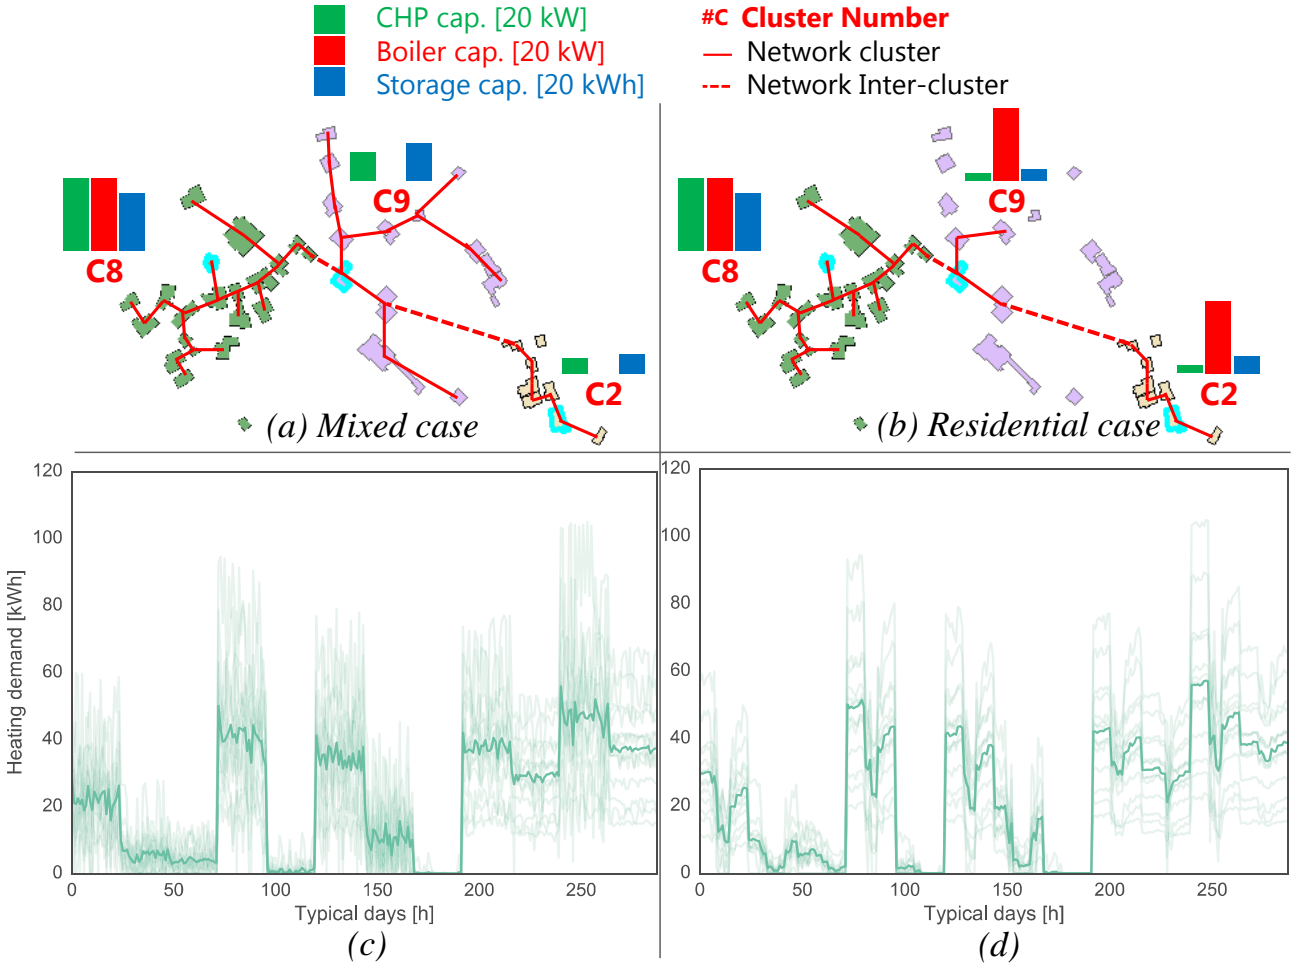 CHP cap. [20 kW]
Boiler cap. [20 kW]
Storage cap. [20 kWh]
#C Cluster Number
Network cluster
Network Inter-cluster
C8
C9
C2
(a) Mixed case
C8
C9
C2
(b) Residential case
Heating demand [kWh]
120
100
80
60
40
20
0
0 50 100 150 200 250
Typical days [h]
(c)
120
100
80
60
40
20
0
0 50 100 150 200 250
Typical days [h]
(d)